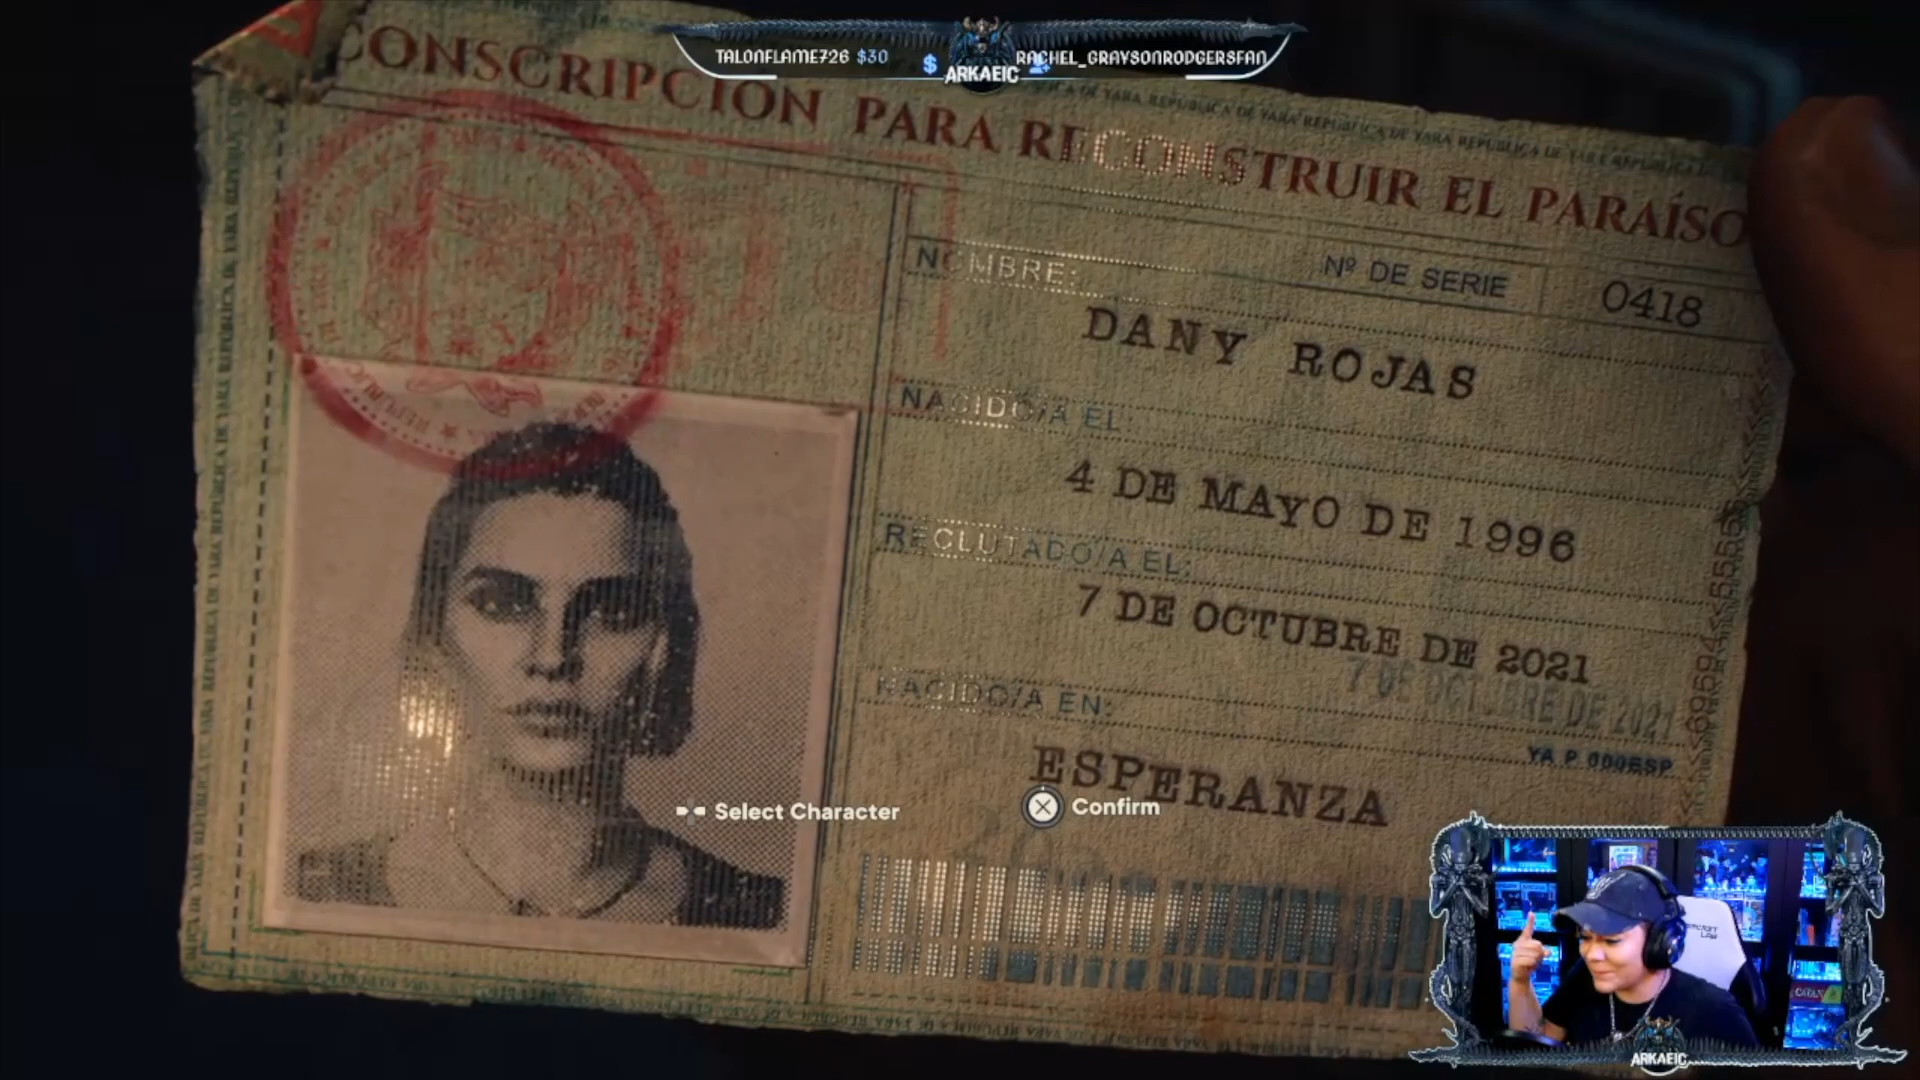 TALONFLAME726 $30
$
RACHEL_GRAYSONRODGERSFAN
ARKAEIC
CONSCRIPCIÓN PARA RECONSTRUIR EL PARAÍSO
NOMBRE:
Nº DE SERIE
0418
DANY ROJAS
NACIDO/A EL:
4 DE MAYO DE 1996
RECLUTADO/A EL:
7 DE OCTUBRE DE 2021
7 DE OCTUBRE DE 2021
NACIDO/A EN:
YA P 000ESP
ESPERANZA
Select Character
Confirm
CATAN
ARKAEIC